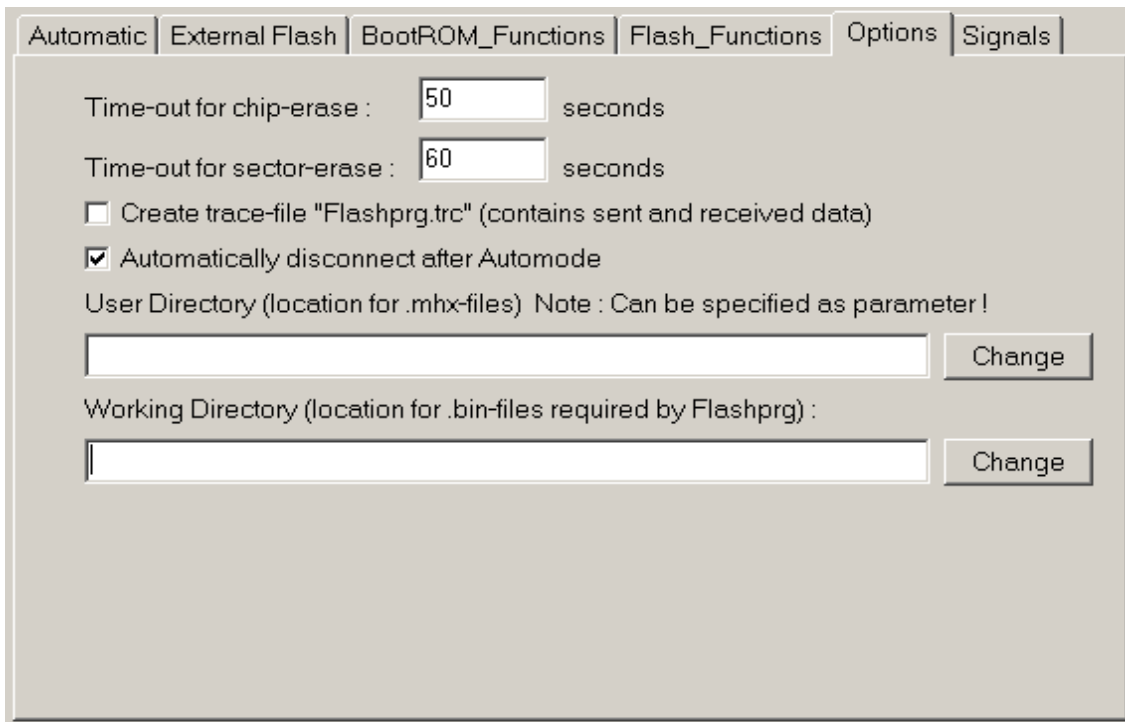 Automatic External Flash BootROM_Functions Flash_Functions Options Signals
Time-out for chip-erase : 50 seconds
Time-out for sector-erase : 60 seconds
Create trace-file "Flashprg.trc" (contains sent and received data)
Automatically disconnect after Automode
User Directory (location for .mhx-files) Note : Can be specified as parameter !
Change
Working Directory (location for .bin-files required by Flashprg) :
Change